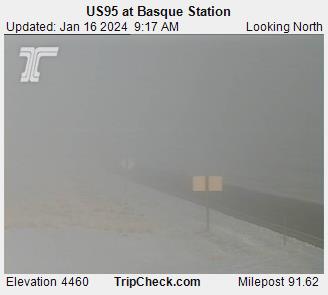 US95 at Basque Station
Updated: Jan 16 2024 9:17 AM Looking North
Elevation 4460 TripCheck.com Milepost 91.62